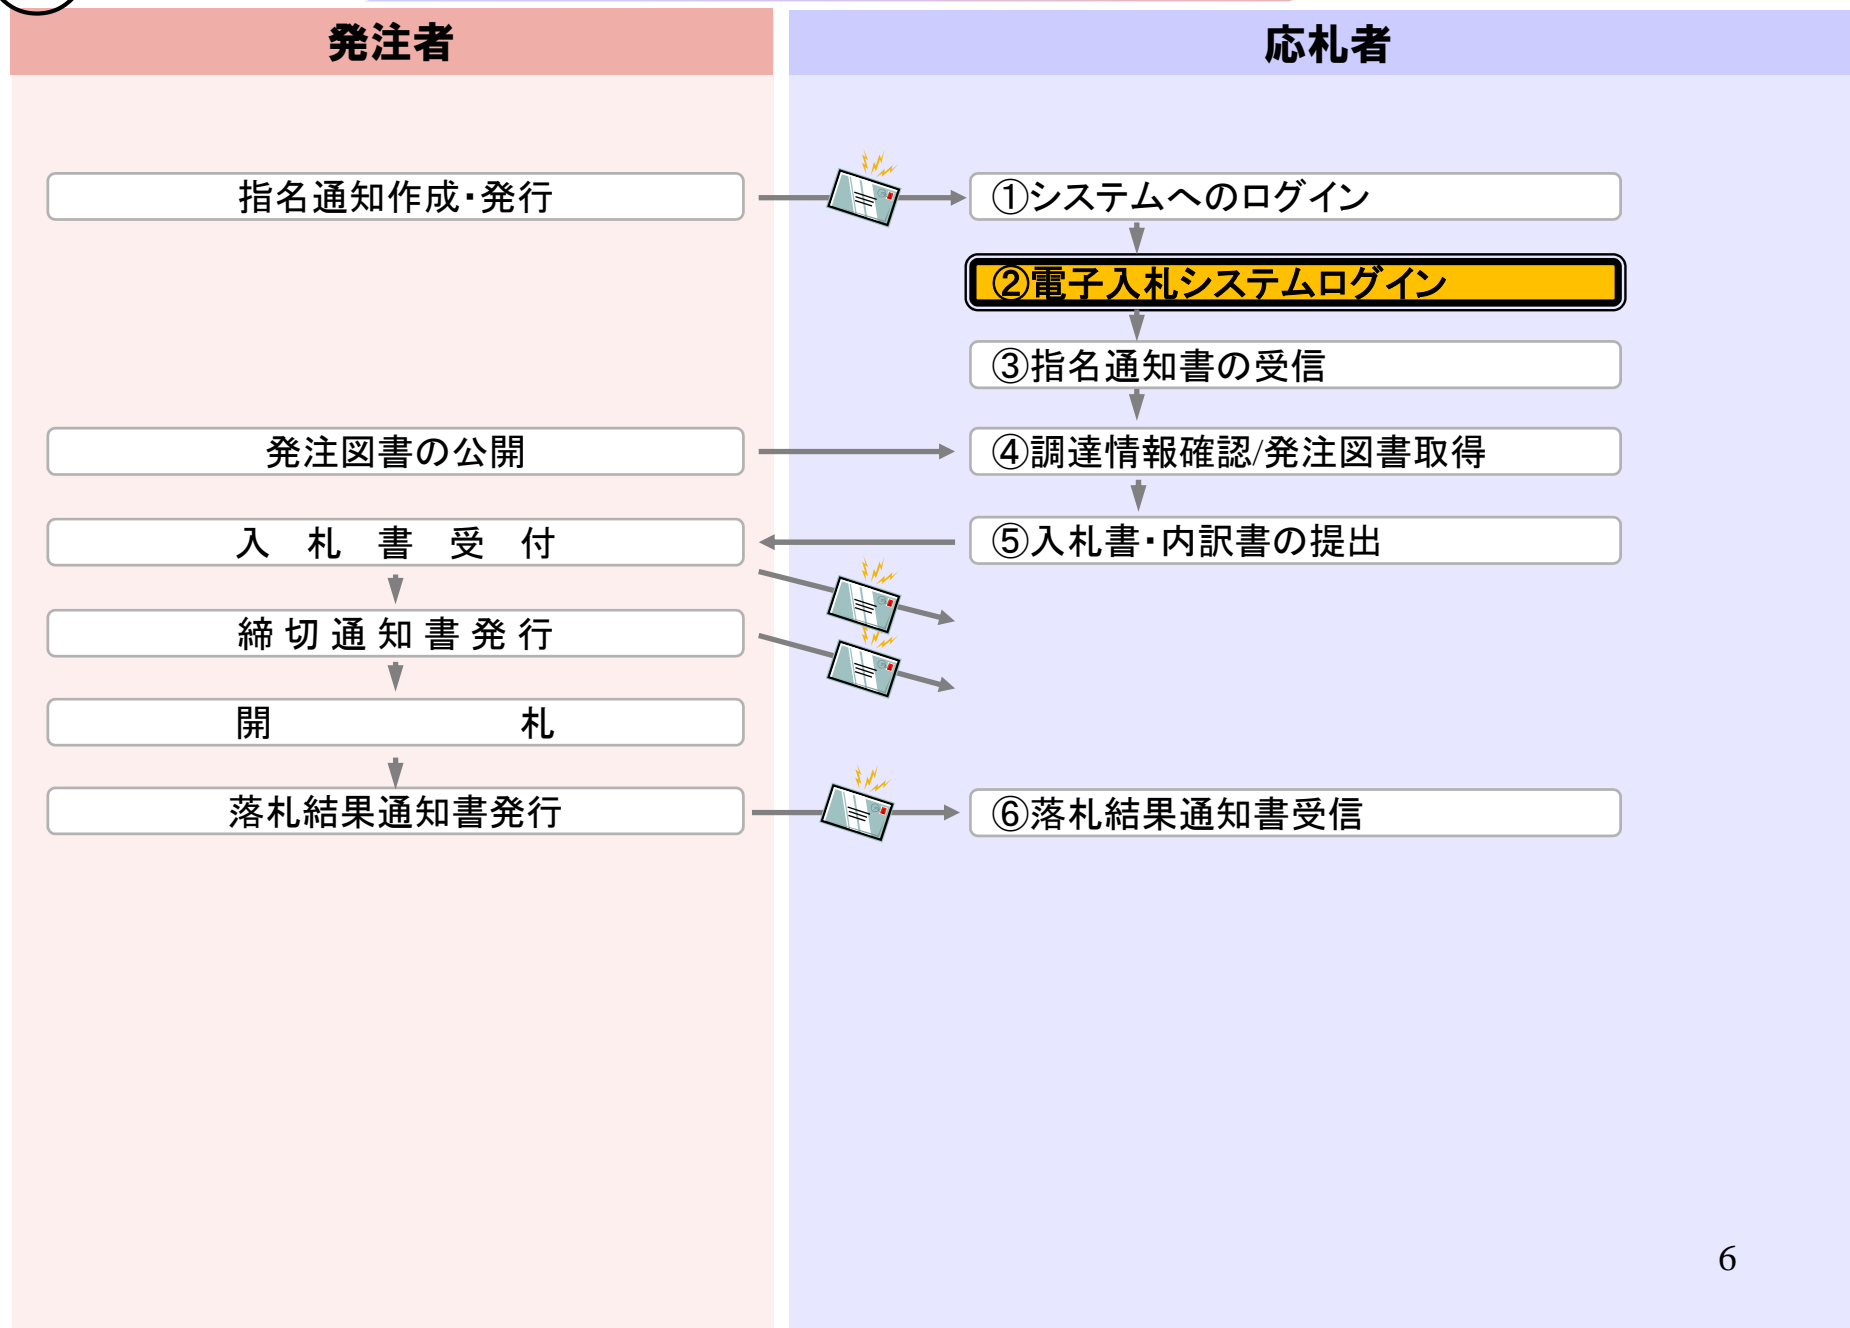 発注者
応札者
指名通知作成・発行
①システムへのログイン
②電子入札システムログイン
③指名通知書の受信
発注図書の公開
④調達情報確認/発注図書取得
入 札 書 受 付
⑤入札書・内訳書の提出
締 切 通 知 書 発 行
開 札
落札結果通知書発行
⑥落札結果通知書受信
6